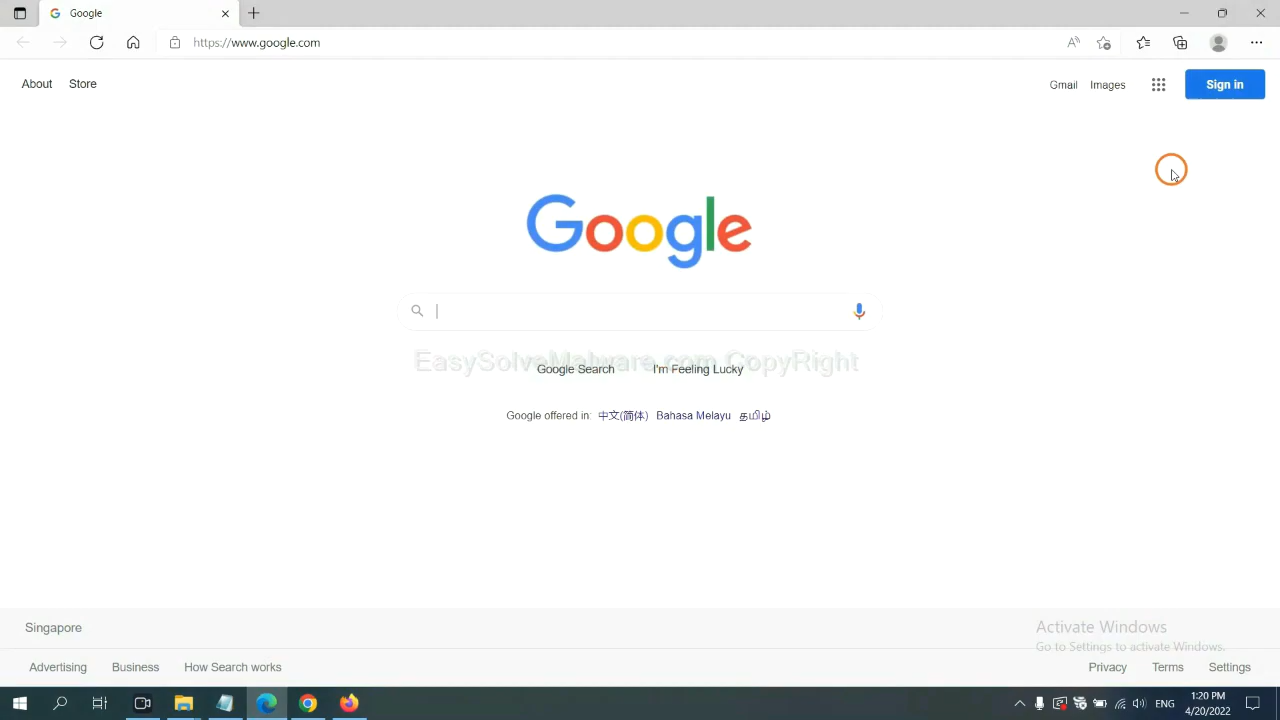 Google
https://www.google.com
About Store
Gmail Images Sign in
Google
EasySolveMalware.com CopyRight
Google Search I'm Feeling Lucky
Google offered in: 中文(简体) Bahasa Melayu தமிழ்
Singapore
Activate Windows
Go to Settings to activate Windows.
Advertising Business How Search works
Privacy Terms Settings
ENG
1:20 PM
4/20/2022